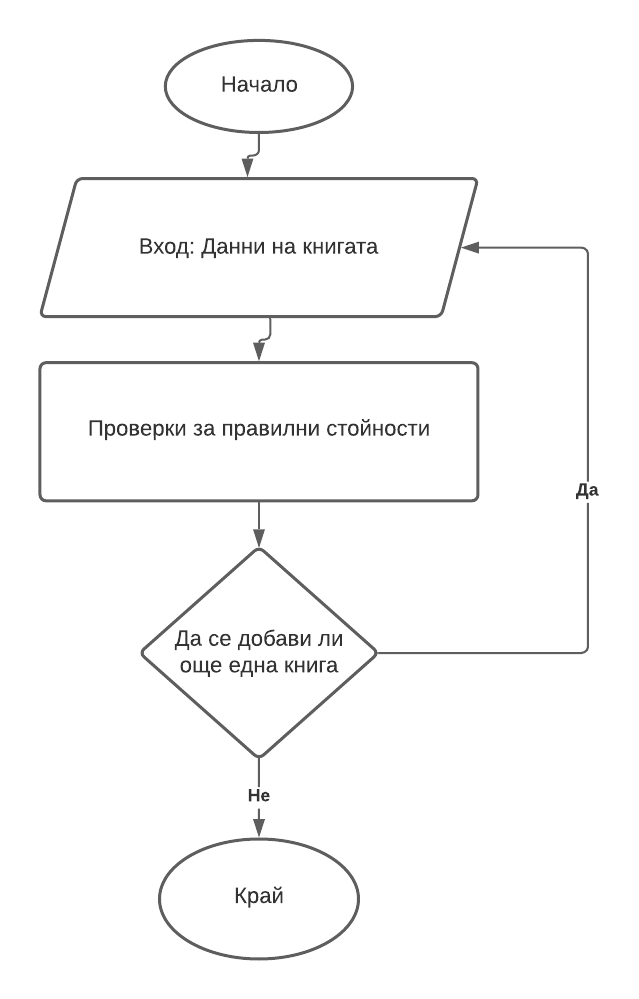 Начало
Вход: Данни на книгата
Проверки за правилни стойности
Да
Да се добави ли
още една книга
Не
Край